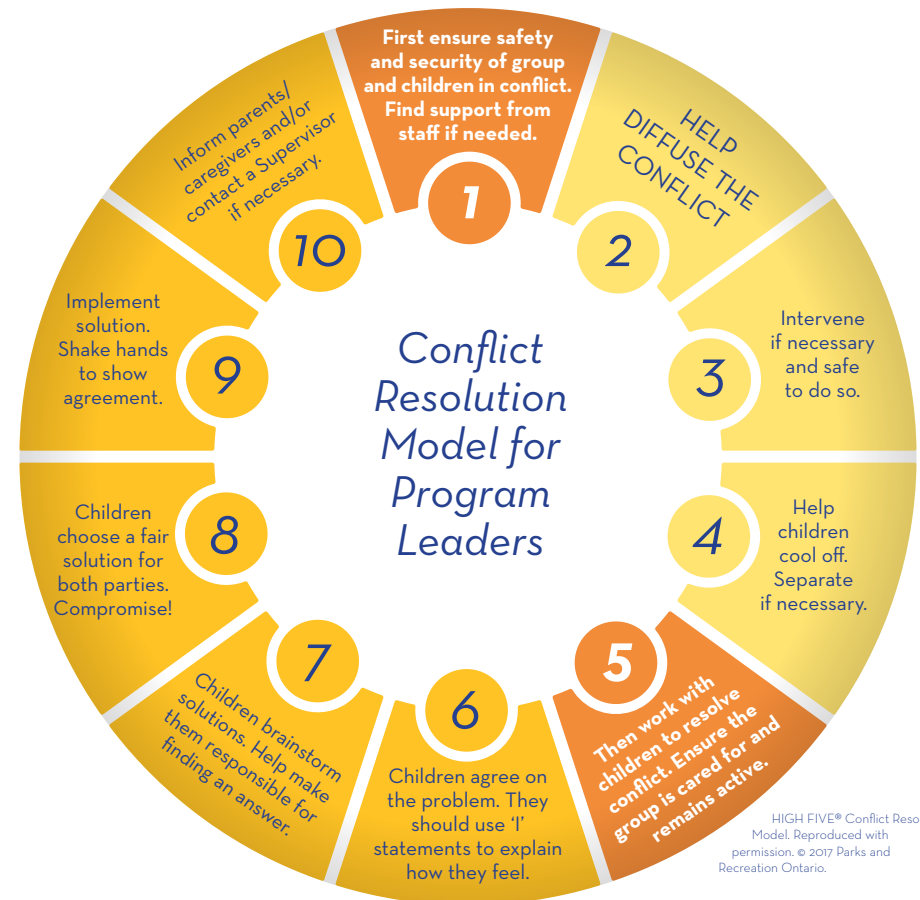 Conflict
Resolution
Model for
Program
Leaders
1
First ensure safety
and security of group
and children in conflict.
Find support from
staff if needed.
2
HELP
DIFFUSE THE
CONFLICT
3
Intervene
if necessary
and safe
to do so.
4
Help
children
cool off.
Separate
if necessary.
5
Then work with
children to resolve
conflict. Ensure the
group is cared for and
remains active.
6
Children agree on
the problem. They
should use ‘I’
statements to explain
how they feel.
7
Children brainstorm
solutions. Help make
them responsible for
finding an answer.
8
Children
choose a fair
solution for
both parties.
Compromise!
9
Implement
solution.
Shake hands
to show
agreement.
10
Inform parents/
caregivers and/or
contact a Supervisor
if necessary.
HIGH FIVE® Conflict Reso
Model. Reproduced with
permission. © 2017 Parks and
Recreation Ontario.